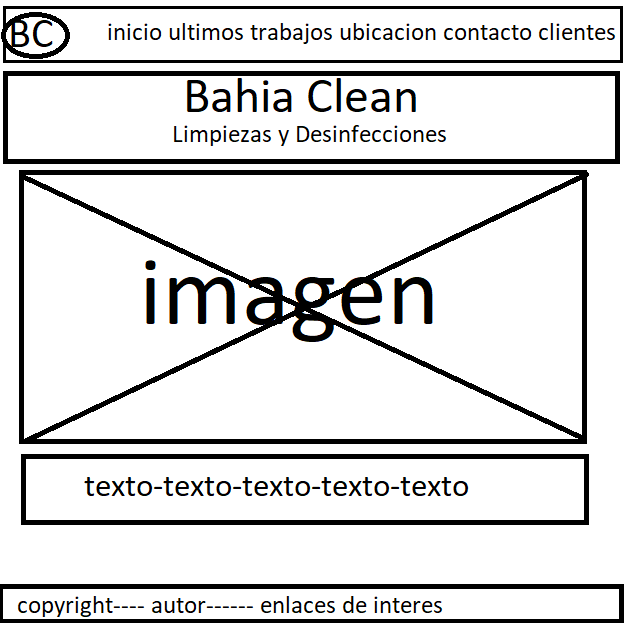 BC
inicio ultimos trabajos ubicacion contacto clientes
Bahia Clean
Limpiezas y Desinfecciones
imagen
texto-texto-texto-texto-texto
copyright---- autor------ enlaces de interes